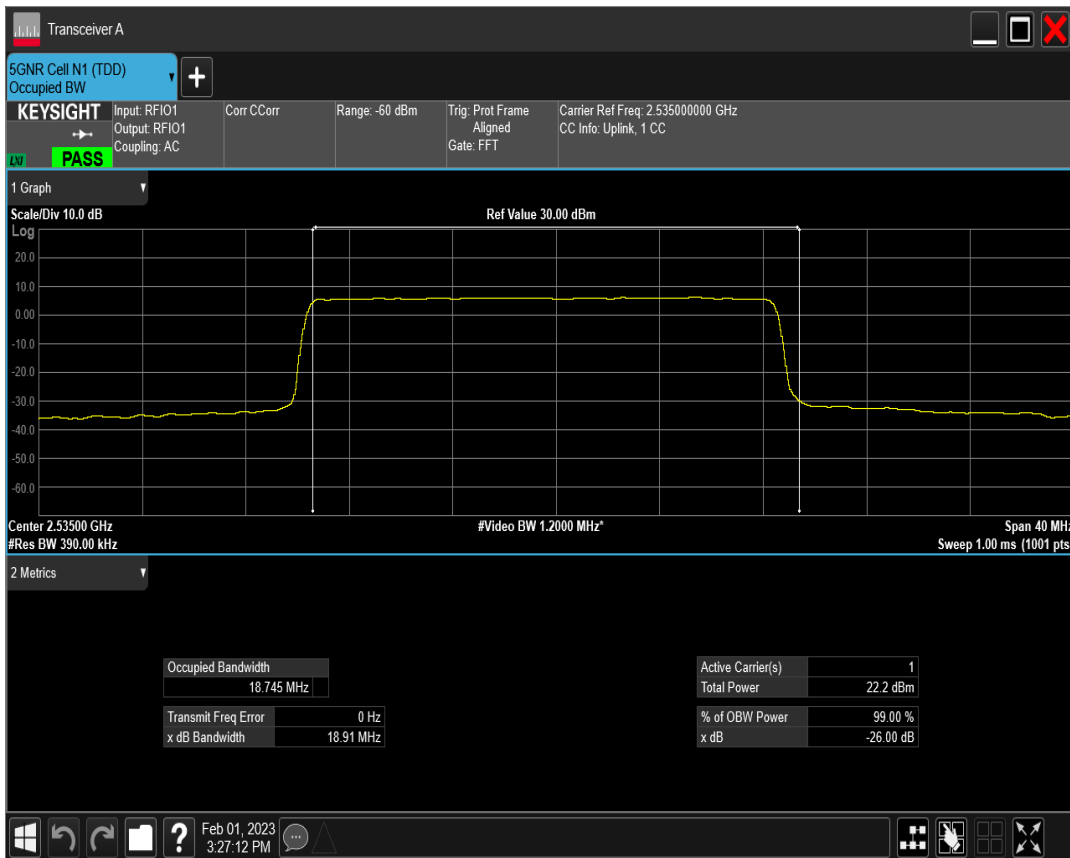 Transceiver A
5GNR Cell N1 (TDD)
Occupied BW
+
KEYSIGHT
LXI
PASS
Input: RFIO1
Output: RFIO1
Coupling: AC
Corr CCorr
Range: -60 dBm
Trig: Prot Frame
Aligned
Gate: FFT
Carrier Ref Freq: 2.535000000 GHz
CC Info: Uplink, 1 CC
1 Graph
Scale/Div 10.0 dB
Ref Value 30.00 dBm
Log
20.0
10.0
0.00
-10.0
-20.0
-30.0
-40.0
-50.0
-60.0
Center 2.53500 GHz
#Video BW 1.2000 MHz*
Span 40 MHz
#Res BW 390.00 kHz
Sweep 1.00 ms (1001 pts
2 Metrics
Occupied Bandwidth
18.745 MHz
Transmit Freq Error 0 Hz
x dB Bandwidth 18.91 MHz
Active Carrier(s) 1
Total Power 22.2 dBm
% of OBW Power 99.00 %
x dB -26.00 dB
?
Feb 01, 2023
3:27:12 PM